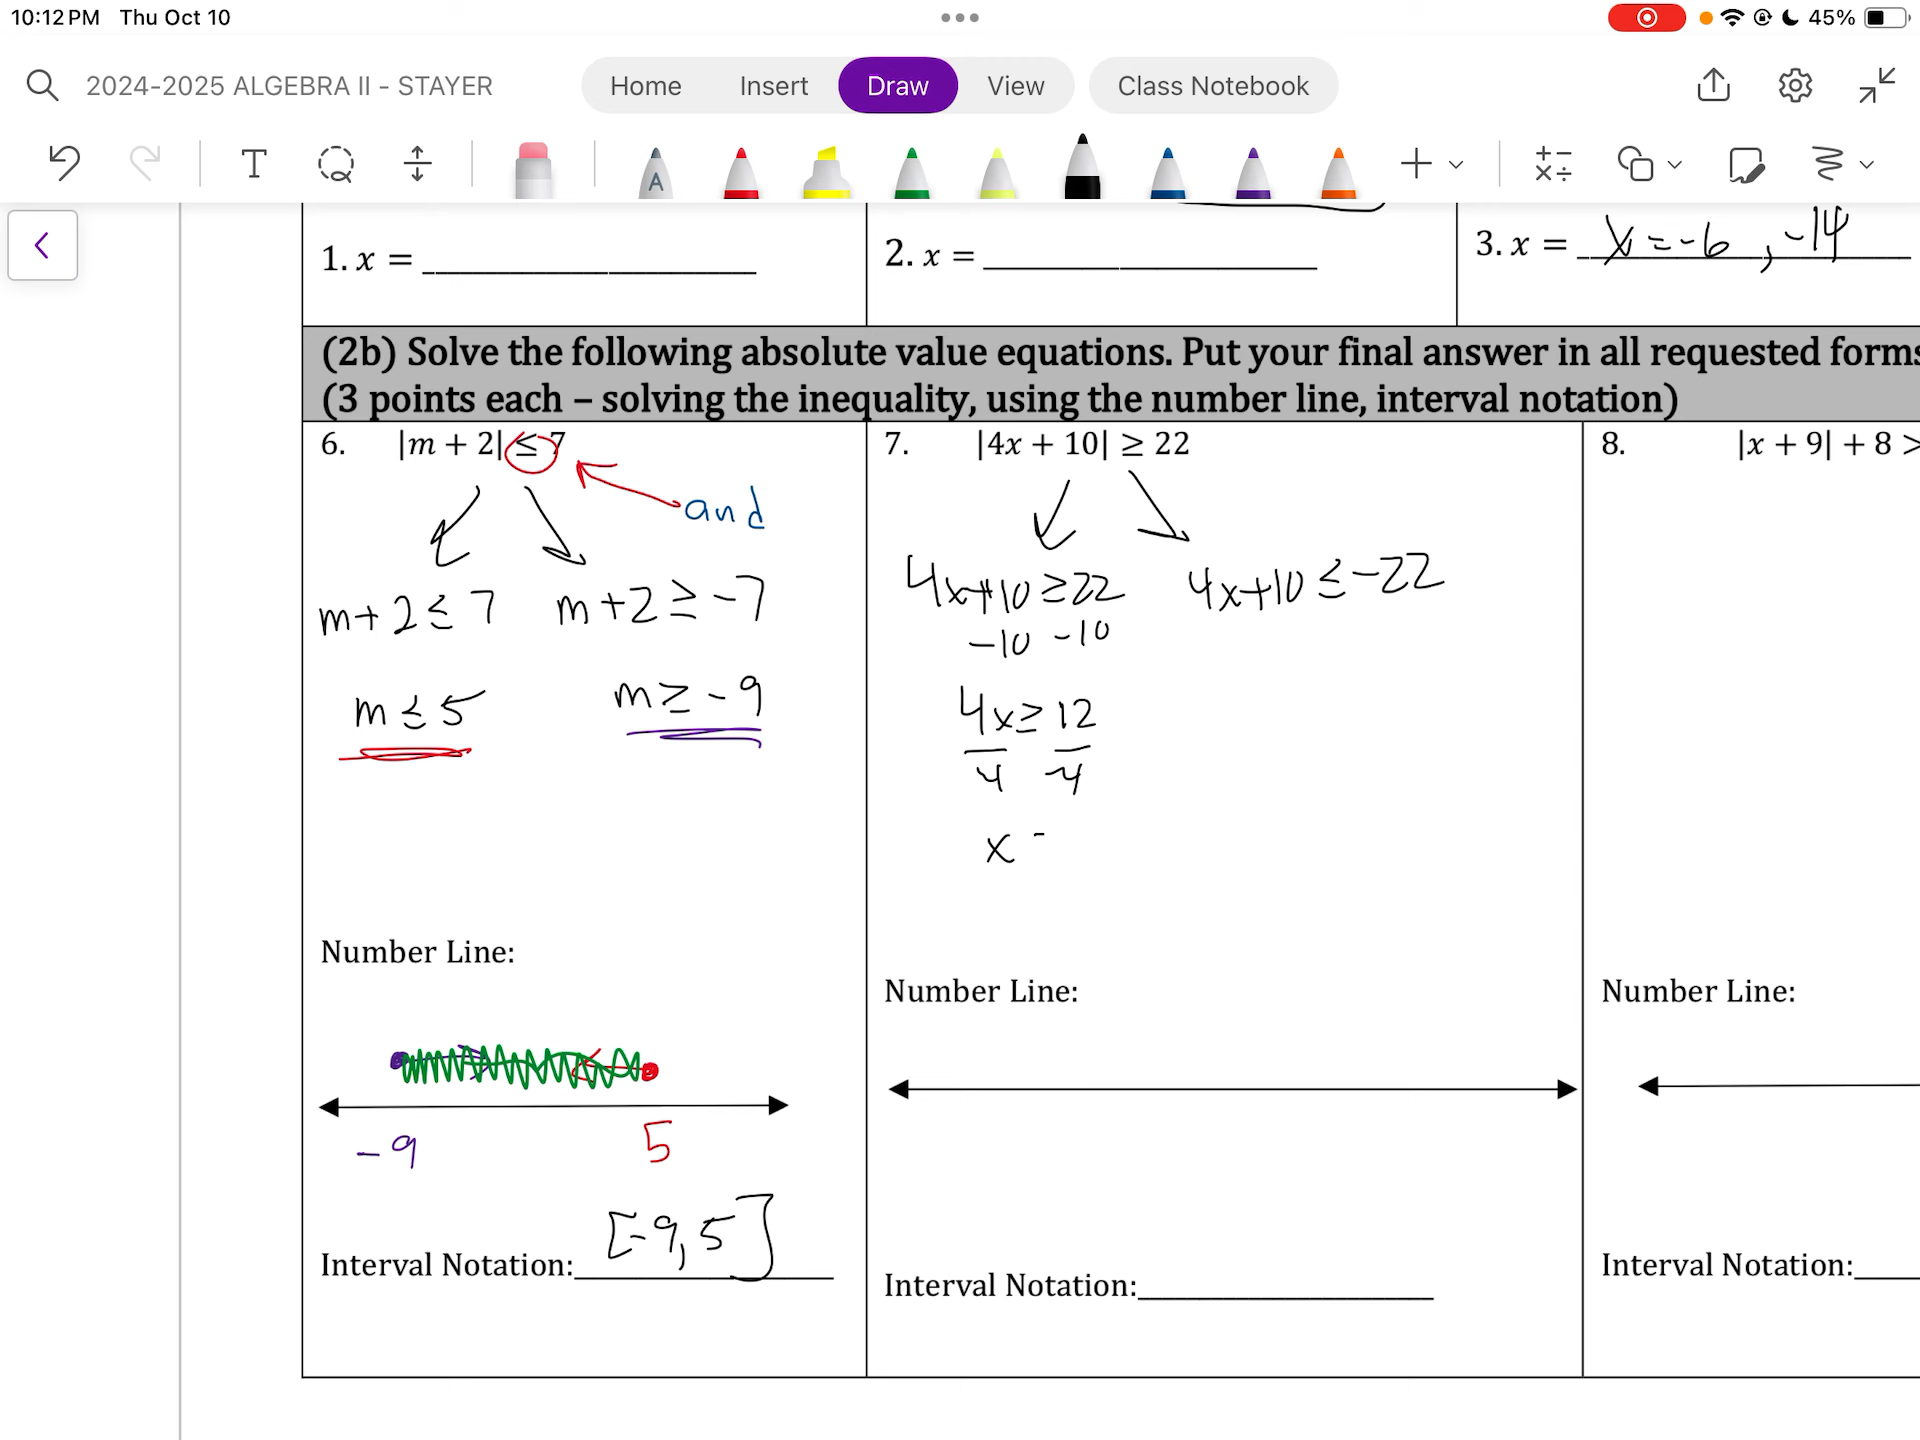 10:12 PM Thu Oct 10
45%
2024-2025 ALGEBRA II - STAYER
Home Insert Draw View Class Notebook
T
A
1. x = ____________________
2. x = ____________________
3. x = x = -6 , -14
(2b) Solve the following absolute value equations. Put your final answer in all requested forms
(3 points each – solving the inequality, using the number line, interval notation)
6. |m + 2| ≤ 7
and
m+2 ≤ 7 m+2 ≥ -7
m ≤ 5 m ≥ -9
Number Line:
-9 5
Interval Notation: [-9, 5]
7. |4x + 10| ≥ 22
4x+10 ≥ 22 4x+10 ≤ -22
-10 -10
4x ≥ 12
4 4
x
Number Line:
Interval Notation:____________________
8. |x + 9| + 8 >
Number Line:
Interval Notation:____